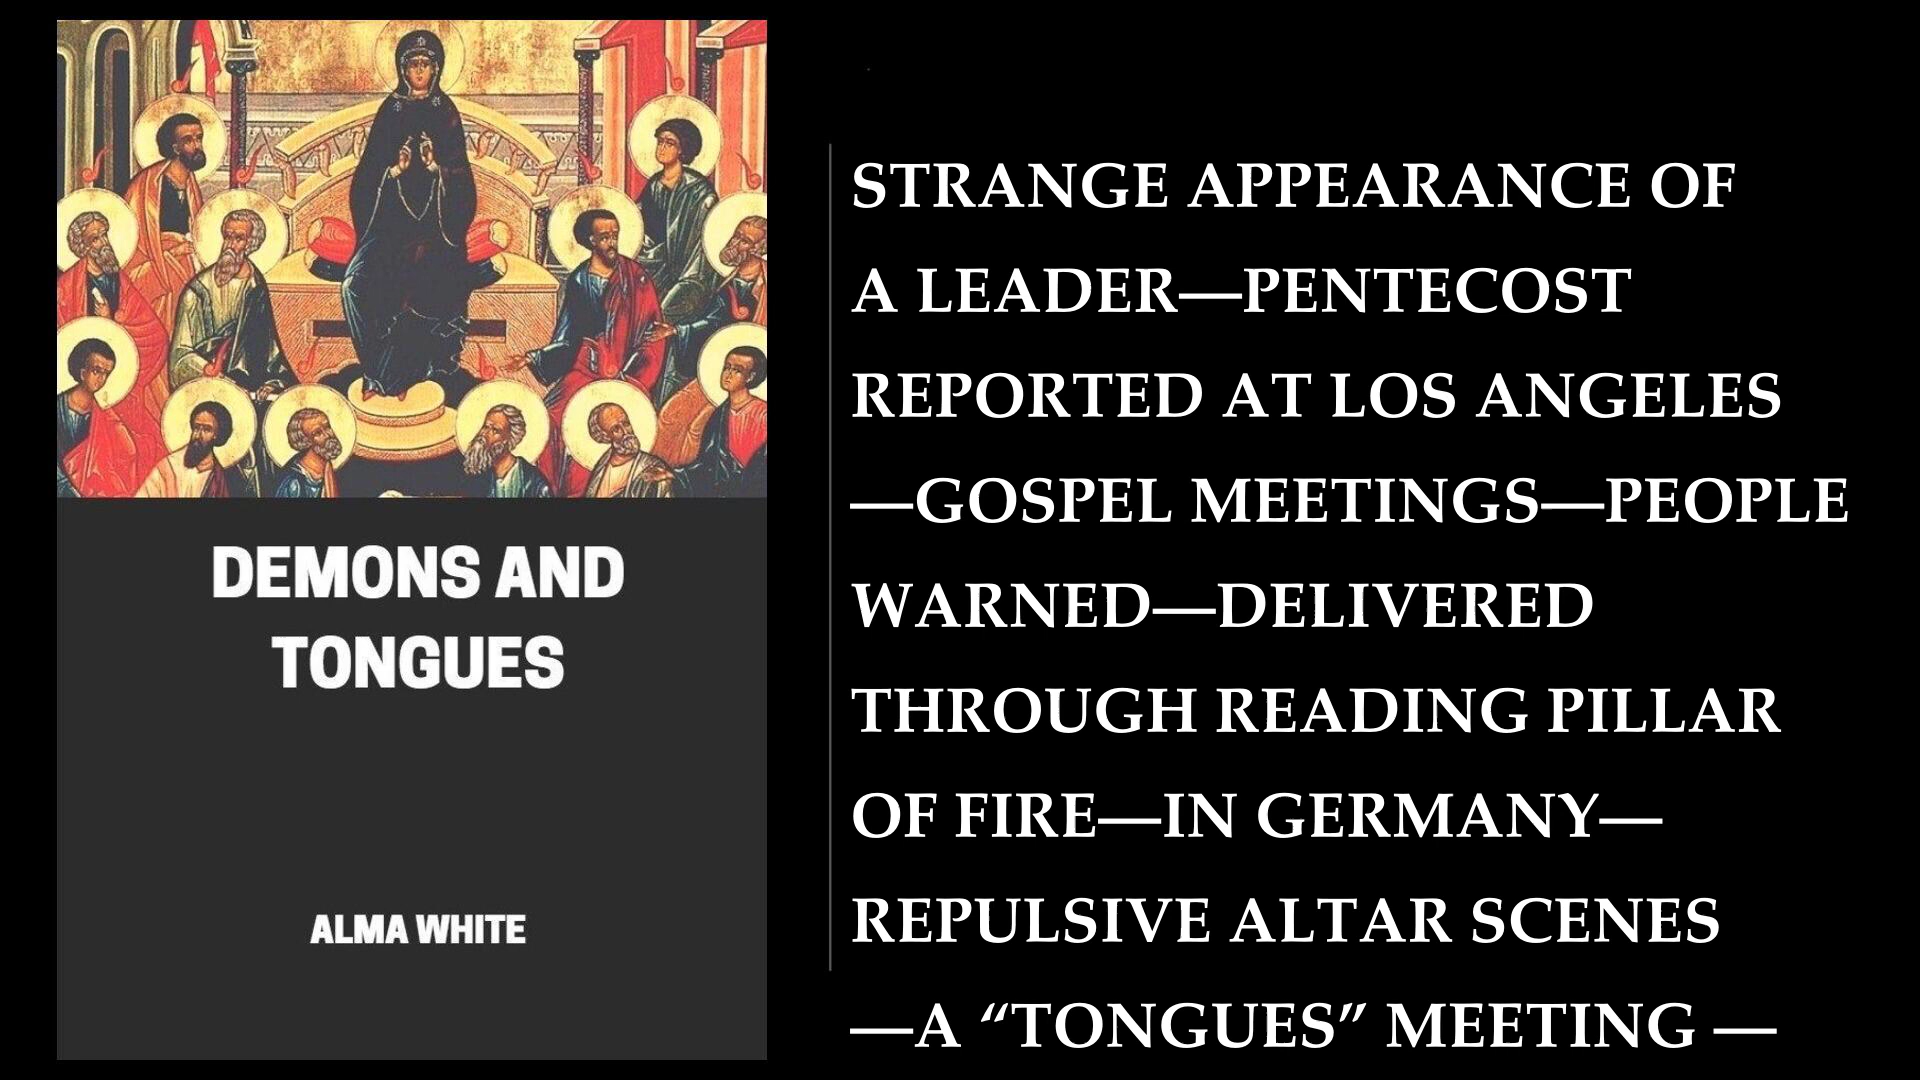 DEMONS AND
TONGUES
ALMA WHITE
STRANGE APPEARANCE OF
A LEADER—PENTECOST
REPORTED AT LOS ANGELES
—GOSPEL MEETINGS—PEOPLE
WARNED—DELIVERED
THROUGH READING PILLAR
OF FIRE—IN GERMANY—
REPULSIVE ALTAR SCENES
—A “TONGUES” MEETING —